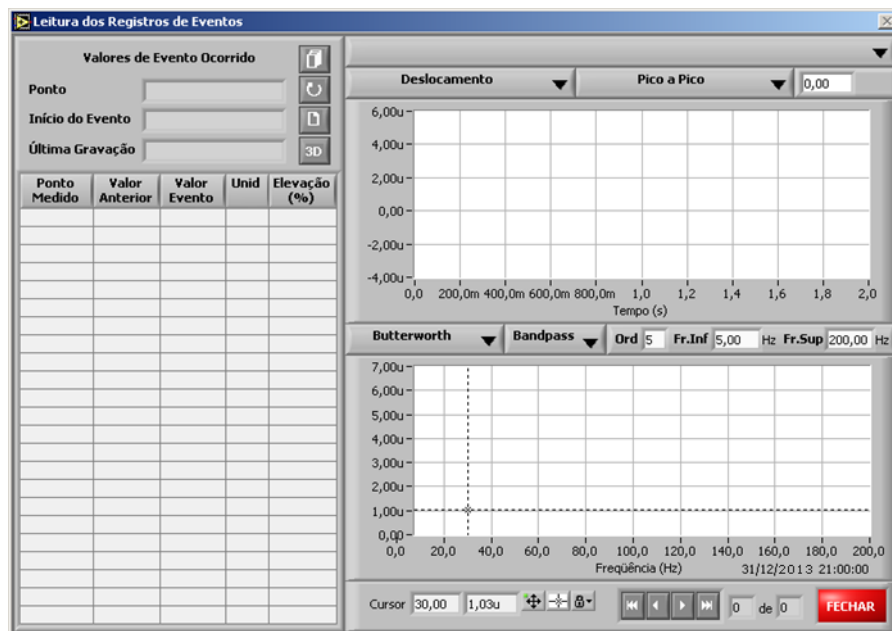 Leitura dos Registros de Eventos
Valores de Evento Ocorrido
Ponto
Início do Evento
Última Gravação
3D
Ponto Medido Valor Anterior Valor Evento Unid Elevação (%)
Deslocamento Pico a Pico 0,00
6,00u
4,00u
2,00u
0,00
-2,00u
-4,00u
0,0 200,0m 400,0m 600,0m 800,0m 1,0 1,2 1,4 1,6 1,8 2,0
Tempo (s)
Butterworth Bandpass Ord 5 Fr.Inf 5,00 Hz Fr.Sup 200,00 Hz
7,00u
6,00u
5,00u
4,00u
3,00u
2,00u
1,00u
0,00
0,0 20,0 40,0 60,0 80,0 100,0 120,0 140,0 160,0 180,0 200,0
Freqüência (Hz) 31/12/2013 21:00:00
Cursor 30,00 1,03u 0 de 0 FECHAR